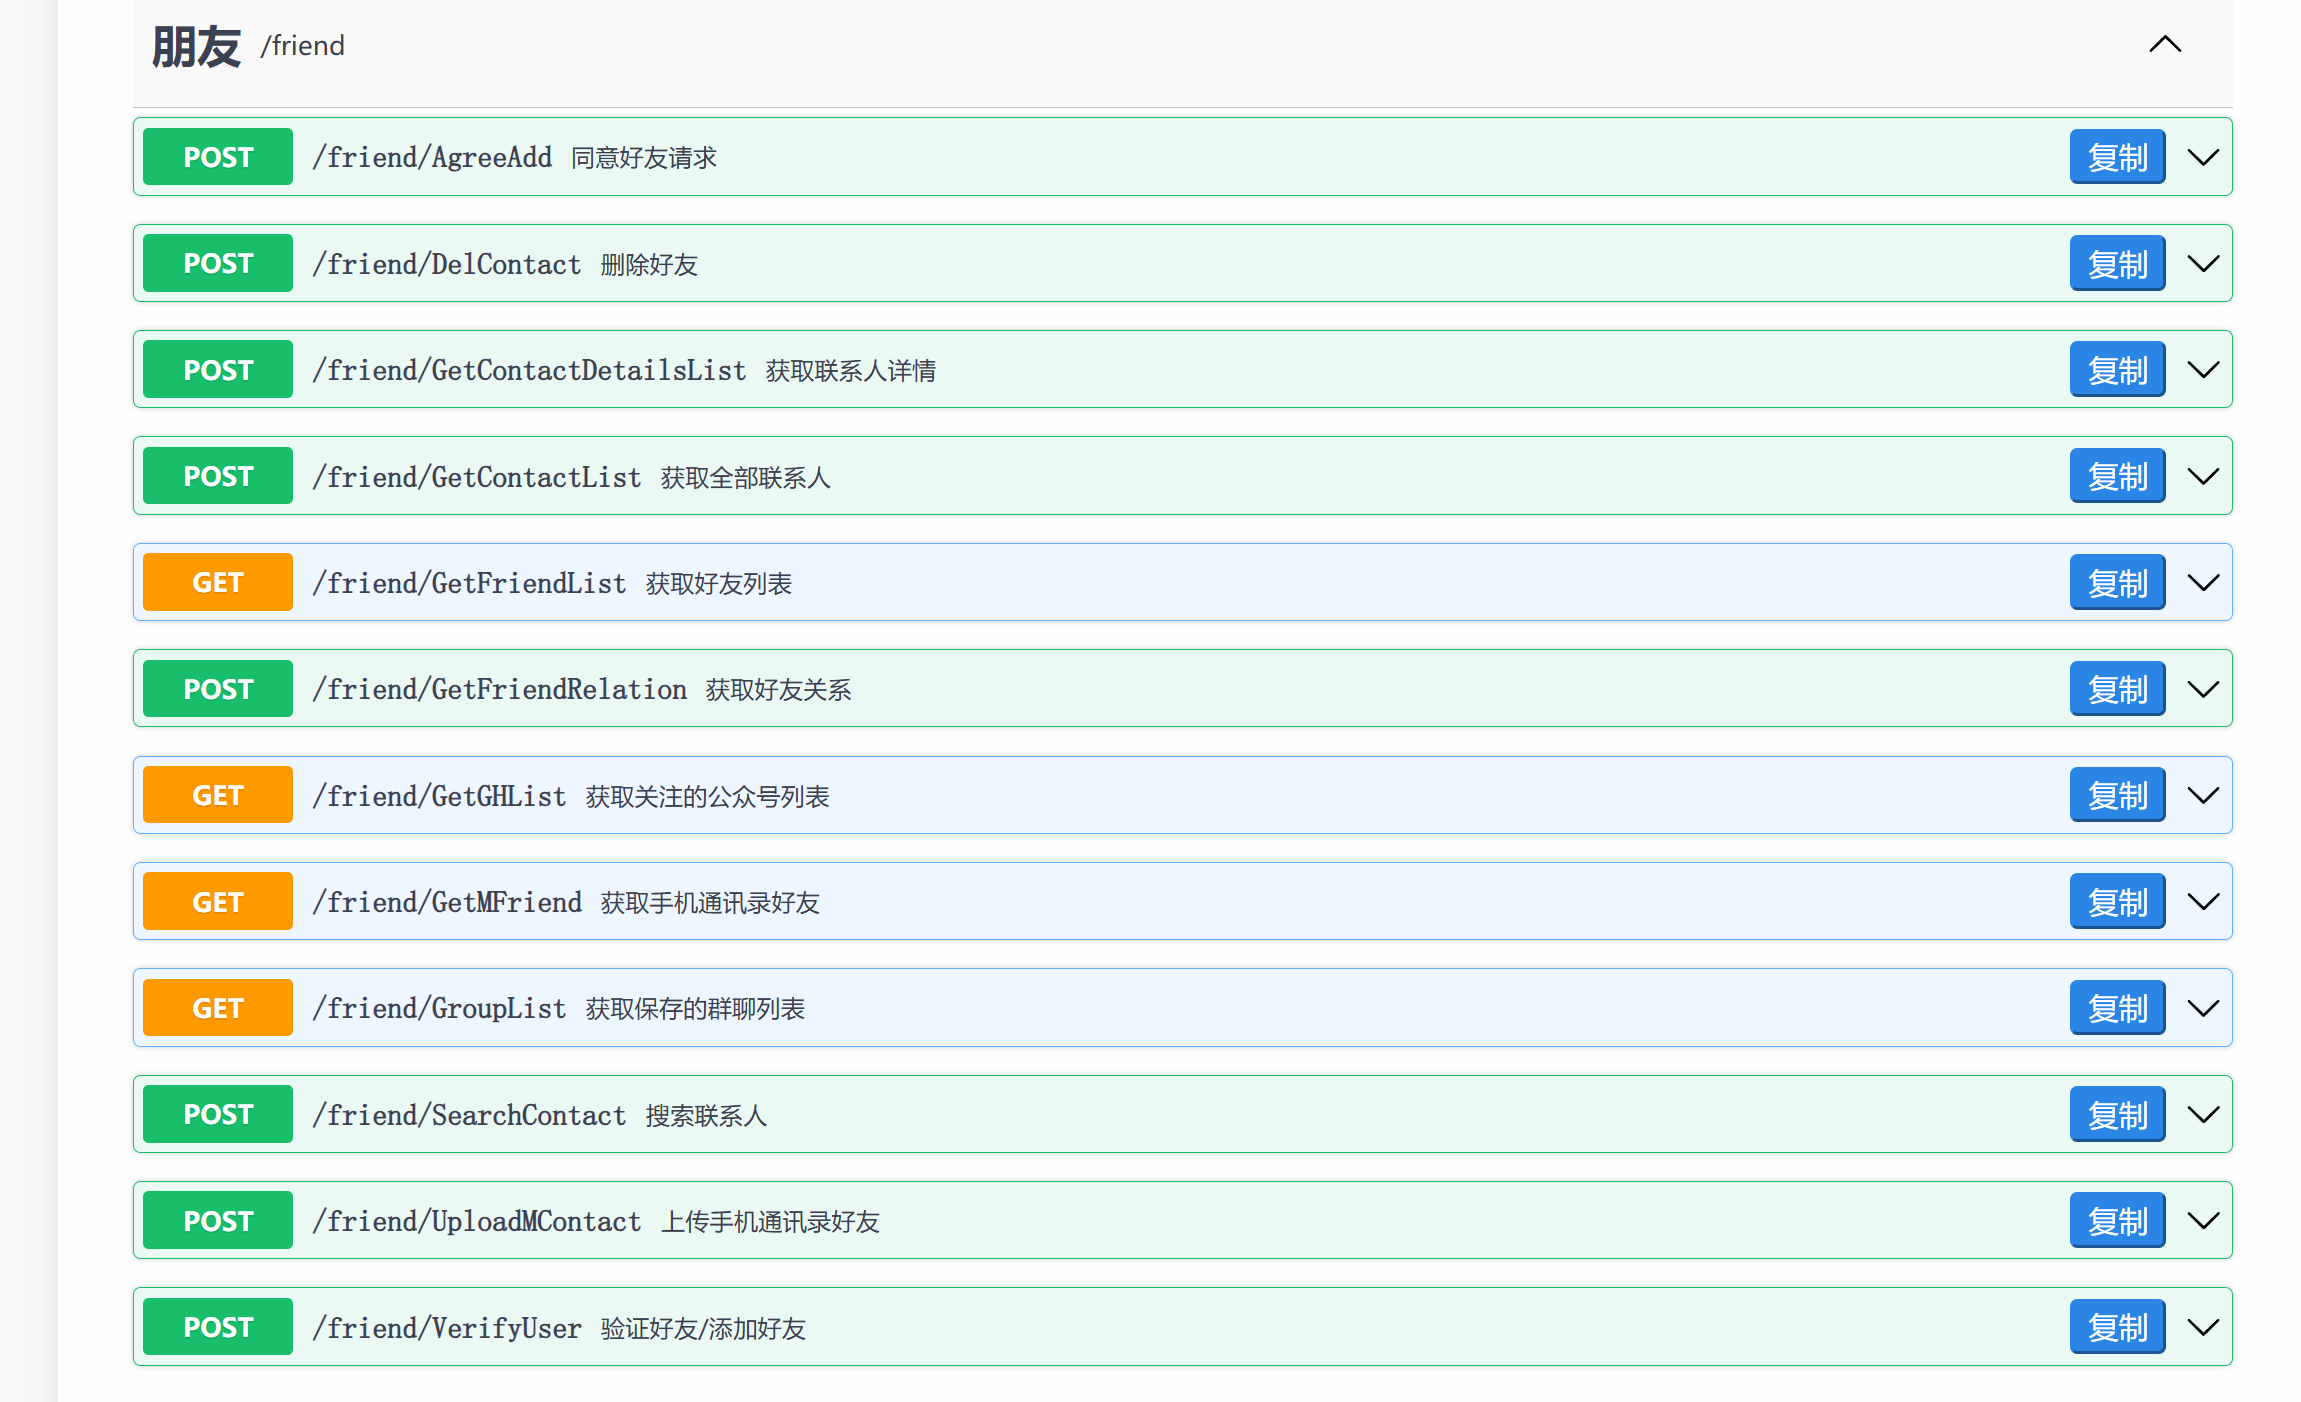 朋友 /friend
POST /friend/AgreeAdd 同意好友请求 复制
POST /friend/DelContact 删除好友 复制
POST /friend/GetContactDetailsList 获取联系人详情 复制
POST /friend/GetContactList 获取全部联系人 复制
GET /friend/GetFriendList 获取好友列表 复制
POST /friend/GetFriendRelation 获取好友关系 复制
GET /friend/GetGHList 获取关注的公众号列表 复制
GET /friend/GetMFriend 获取手机通讯录好友 复制
GET /friend/GroupList 获取保存的群聊列表 复制
POST /friend/SearchContact 搜索联系人 复制
POST /friend/UploadMContact 上传手机通讯录好友 复制
POST /friend/VerifyUser 验证好友/添加好友 复制